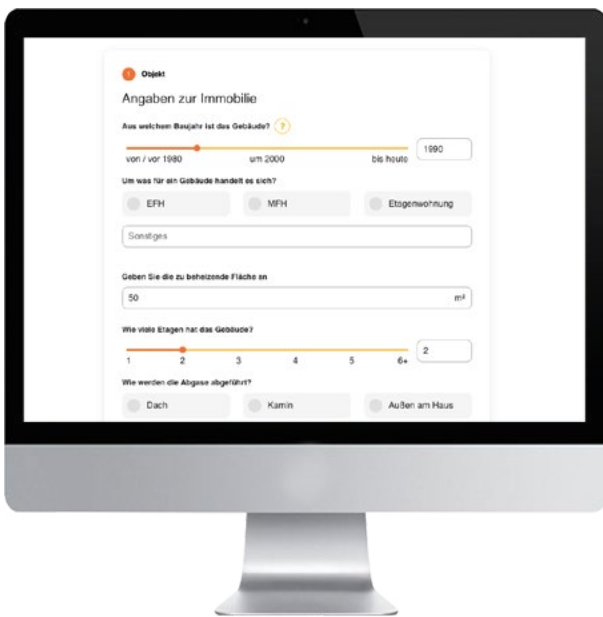 1 Objekt
Angaben zur Immobilie
Aus welchem Baujahr ist das Gebäude? ?
1990
von / vor 1980 um 2000 bis heute
Um was für ein Gebäude handelt es sich?
EFH MFH Etagenwohnung
Sonstiges
Geben Sie die zu beheizende Fläche an
50 m²
Wie viele Etagen hat das Gebäude?
2
1 2 3 4 5 6+
Wie werden die Abgase abgeführt?
Dach Kamin Außen am Haus